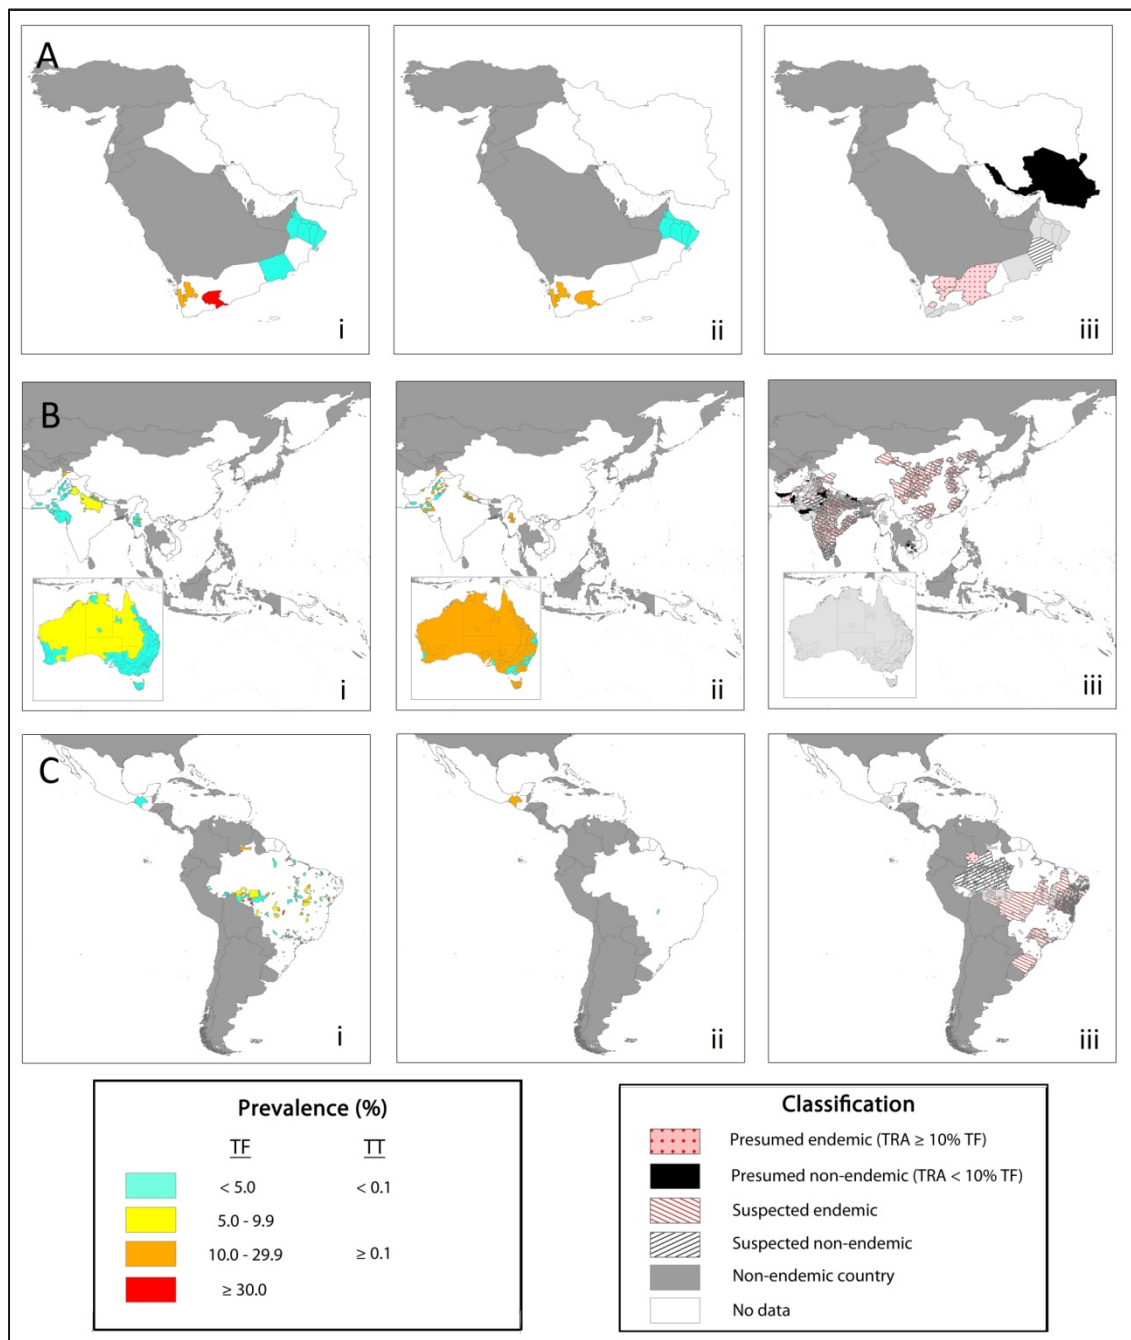 A
i
ii
iii
B
i
ii
iii
C
i
ii
iii
Prevalence (%)
TF TT
< 5.0 < 0.1
5.0 - 9.9
10.0 - 29.9 ≥ 0.1
≥ 30.0
Classification
Presumed endemic (TRA ≥ 10% TF)
Presumed non-endemic (TRA < 10% TF)
Suspected endemic
Suspected non-endemic
Non-endemic country
No data